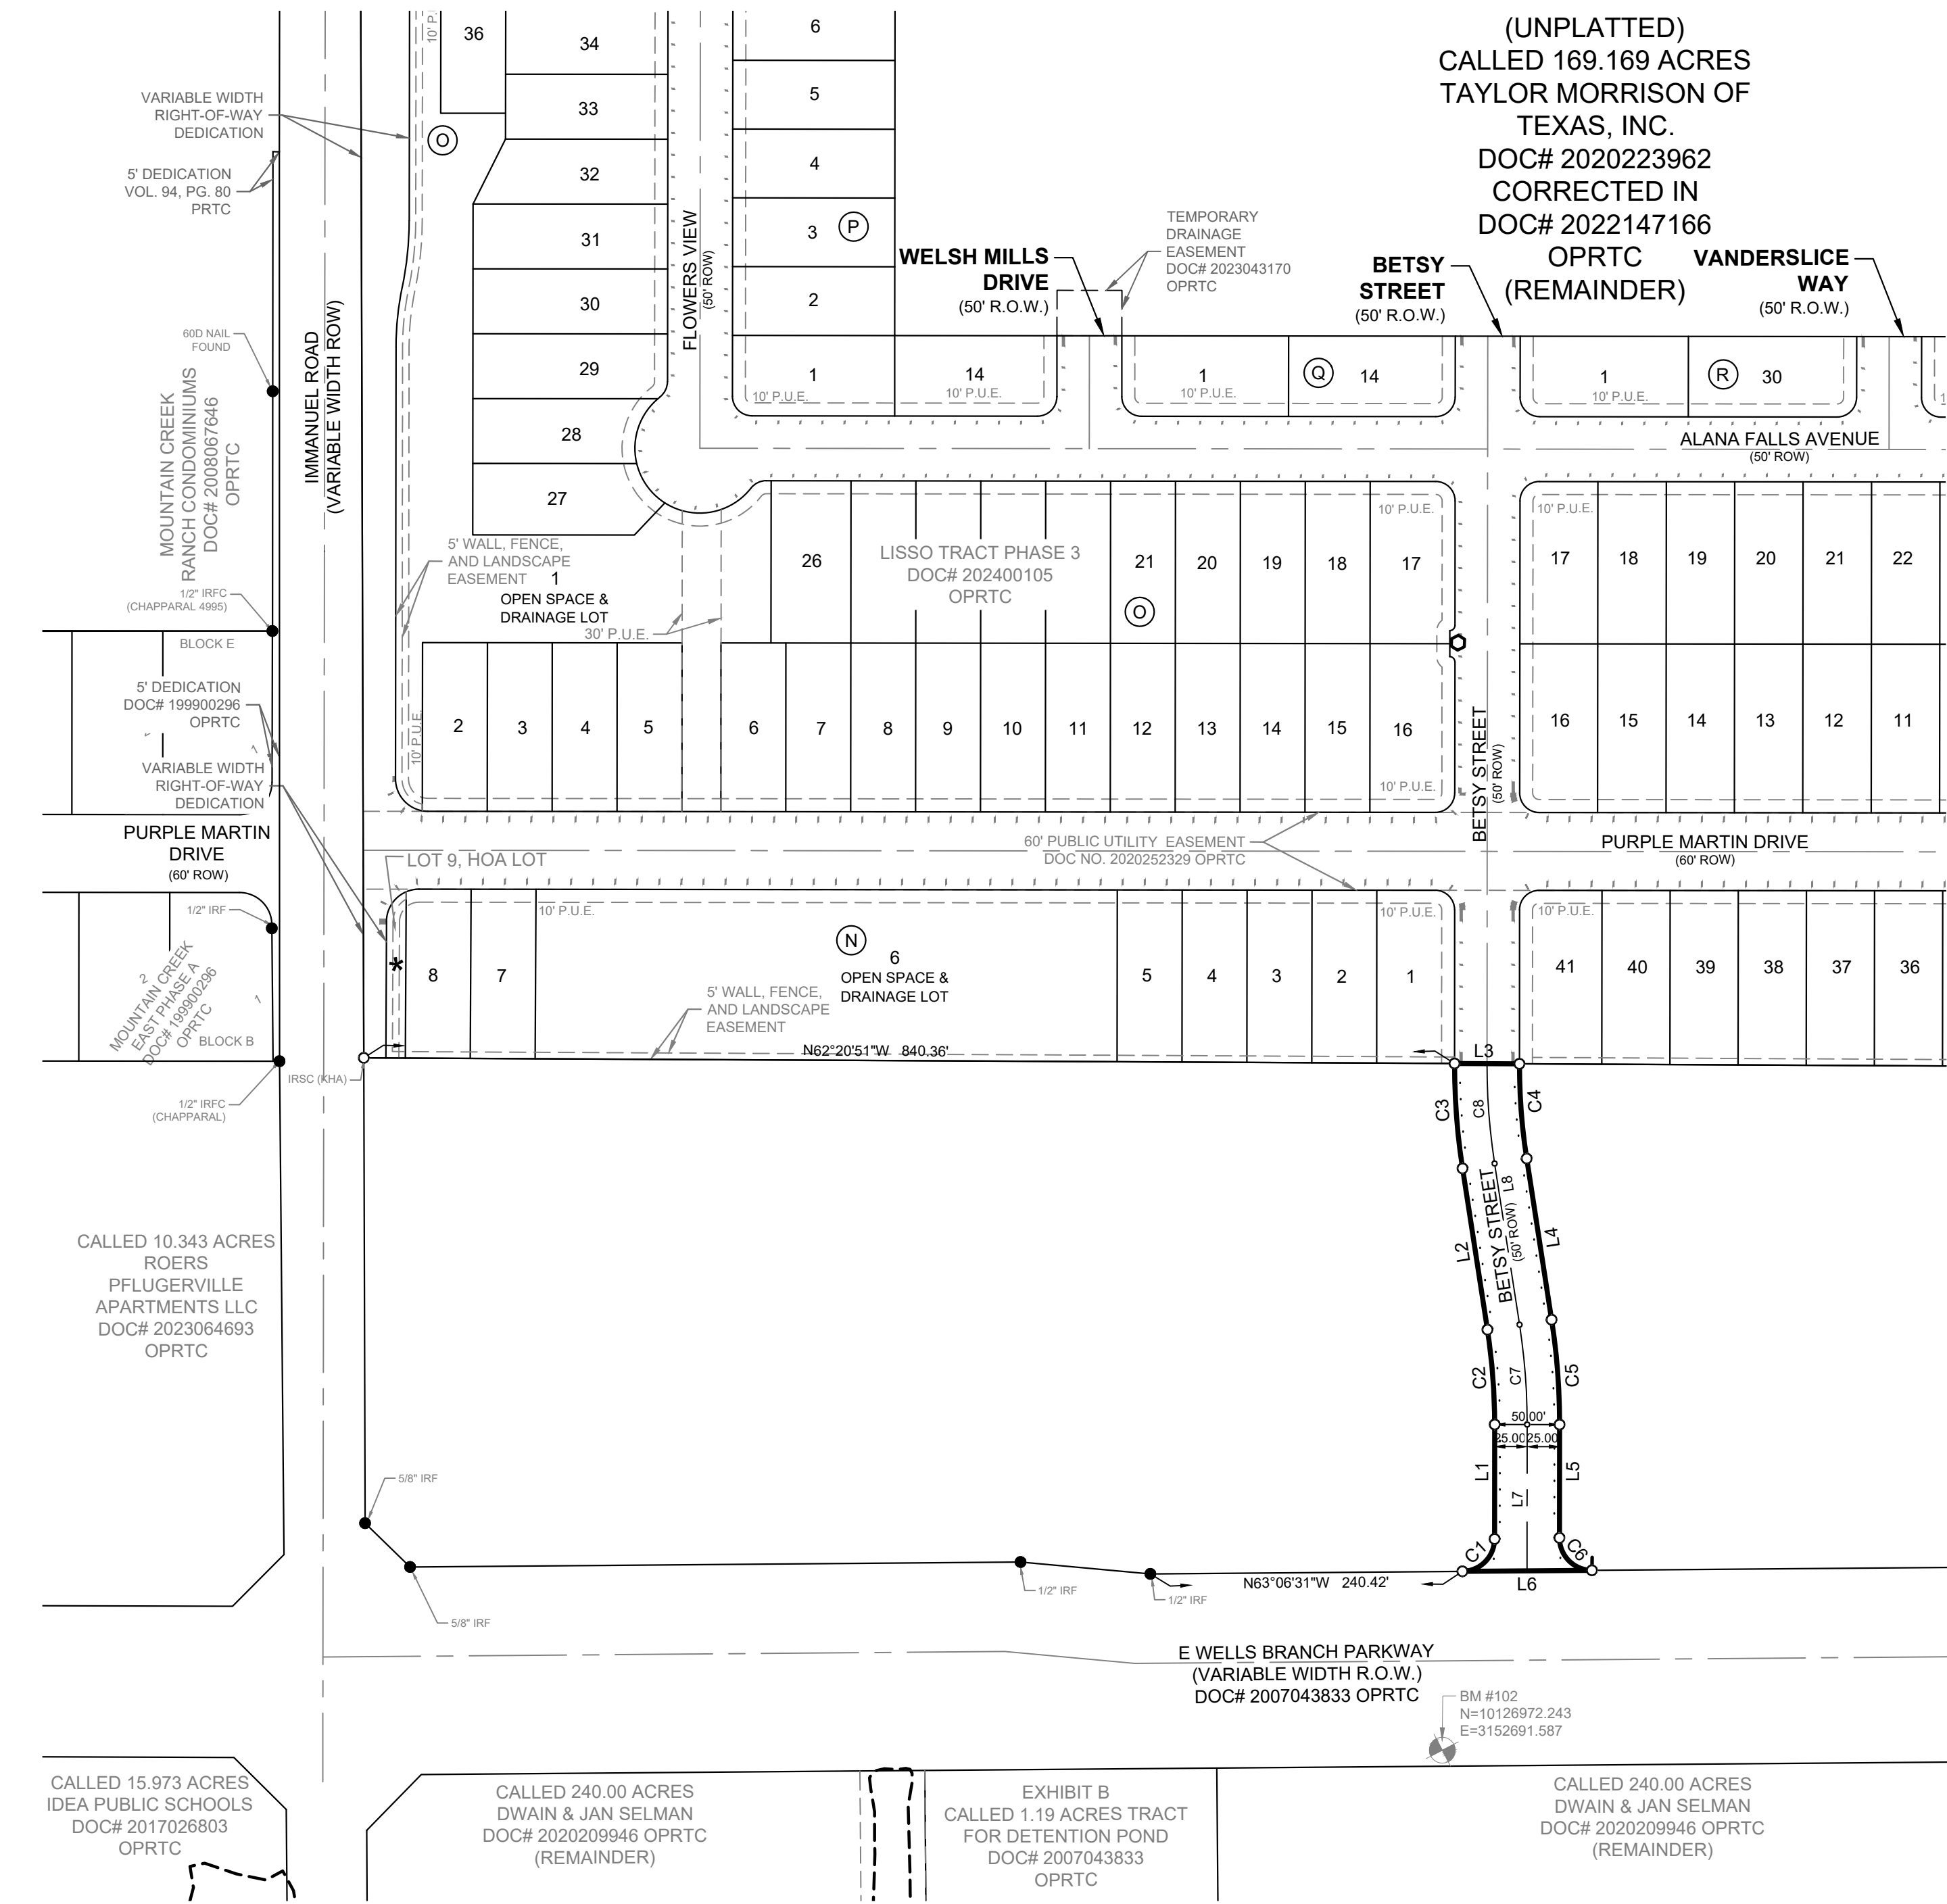 (UNPLATTED)
CALLED 169.169 ACRES
TAYLOR MORRISON OF
TEXAS, INC.
DOC# 2020223962
CORRECTED IN
DOC# 2022147166
OPRTC
(REMAINDER)
36
34
33
32
31
30
29
28
27
10' P.
6
5
4
3
P
2
1
14
10' P.U.E.
10' P.U.E.
VARIABLE WIDTH
RIGHT-OF-WAY
DEDICATION
O
5' DEDICATION
VOL. 94, PG. 80
PRTC
FLOWERS VIEW
(50' ROW)
WELSH MILLS
DRIVE
(50' R.O.W.)
TEMPORARY
DRAINAGE
EASEMENT
DOC# 2023043170
OPRTC
BETSY
STREET
(50' R.O.W.)
VANDERSLICE
WAY
(50' R.O.W.)
1
Q
14
10' P.U.E.
1
R
30
10' P.U.E.
ALANA FALLS AVENUE
(50' ROW)
60D NAIL
FOUND
IMMANUEL ROAD
(VARIABLE WIDTH ROW)
MOUNTAIN CREEK
RANCH CONDOMINIUMS
DOC# 2008067646
OPRTC
1/2" IRFC
(CHAPPARAL 4995)
5' WALL, FENCE,
AND LANDSCAPE
EASEMENT
1
OPEN SPACE &
DRAINAGE LOT
30' P.U.E.
26
LISSO TRACT PHASE 3
DOC# 202400105
OPRTC
21
20
19
18
17
O
10' P.U.E.
10' P.U.E.
17
18
19
20
21
22
BLOCK E
5' DEDICATION
DOC# 199900296
OPRTC
1
VARIABLE WIDTH
RIGHT-OF-WAY
DEDICATION
10' P.U.E.
2
3
4
5
6
7
8
9
10
11
12
13
14
15
16
10' P.U.E.
BETSY STREET
(50' ROW)
16
15
14
13
12
11
PURPLE MARTIN
DRIVE
(60' ROW)
LOT 9, HOA LOT
60' PUBLIC UTILITY EASEMENT
DOC NO. 2020252329 OPRTC
PURPLE MARTIN DRIVE
(60' ROW)
1/2" IRF
10' P.U.E.
10' P.U.E.
10' P.U.E.
*
8
7
N
6
OPEN SPACE &
DRAINAGE LOT
5
4
3
2
1
41
40
39
38
37
36
2
MOUNTAIN CREEK
EAST PHASE A
DOC# 199900296
OPRTC
1
BLOCK B
5' WALL, FENCE,
AND LANDSCAPE
EASEMENT
N62°20'51"W 840.36'
L3
IRSC (KHA)
1/2" IRFC
(CHAPPARAL)
C3
C8
C4
BETSY STREET
(50' ROW)
L8
L2
L4
CALLED 10.343 ACRES
ROERS
PFLUGERVILLE
APARTMENTS LLC
DOC# 2023064693
OPRTC
C2
C7
C5
50.00'
25.00
25.00
L1
L7
L5
C1
C6
L6
5/8" IRF
5/8" IRF
1/2" IRF
1/2" IRF
N63°06'31"W 240.42'
E WELLS BRANCH PARKWAY
(VARIABLE WIDTH R.O.W.)
DOC# 2007043833 OPRTC
BM #102
N=10126972.243
E=3152691.587
CALLED 15.973 ACRES
IDEA PUBLIC SCHOOLS
DOC# 2017026803
OPRTC
CALLED 240.00 ACRES
DWAIN & JAN SELMAN
DOC# 2020209946 OPRTC
(REMAINDER)
EXHIBIT B
CALLED 1.19 ACRES TRACT
FOR DETENTION POND
DOC# 2007043833
OPRTC
CALLED 240.00 ACRES
DWAIN & JAN SELMAN
DOC# 2020209946 OPRTC
(REMAINDER)